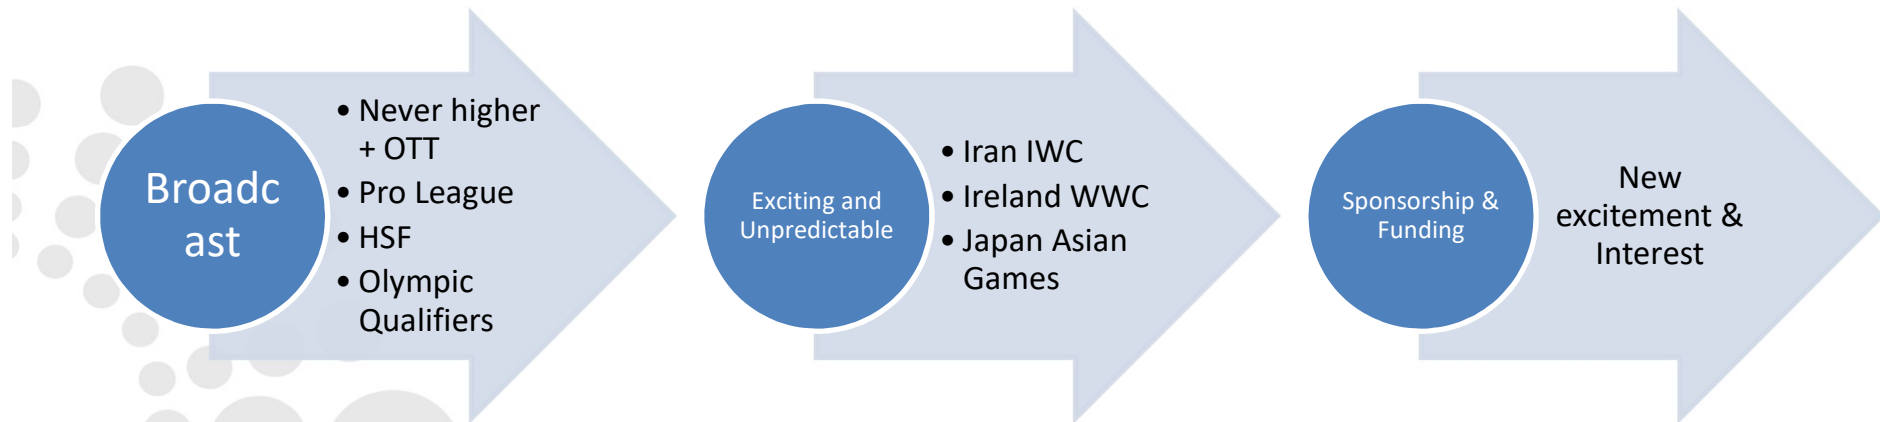 Broadc
ast
• Never higher
+ OTT
• Pro League
• HSF
• Olympic
Qualifiers
Exciting and
Unpredictable
• Iran IWC
• Ireland WWC
• Japan Asian
Games
Sponsorship &
Funding
New
excitement &
Interest